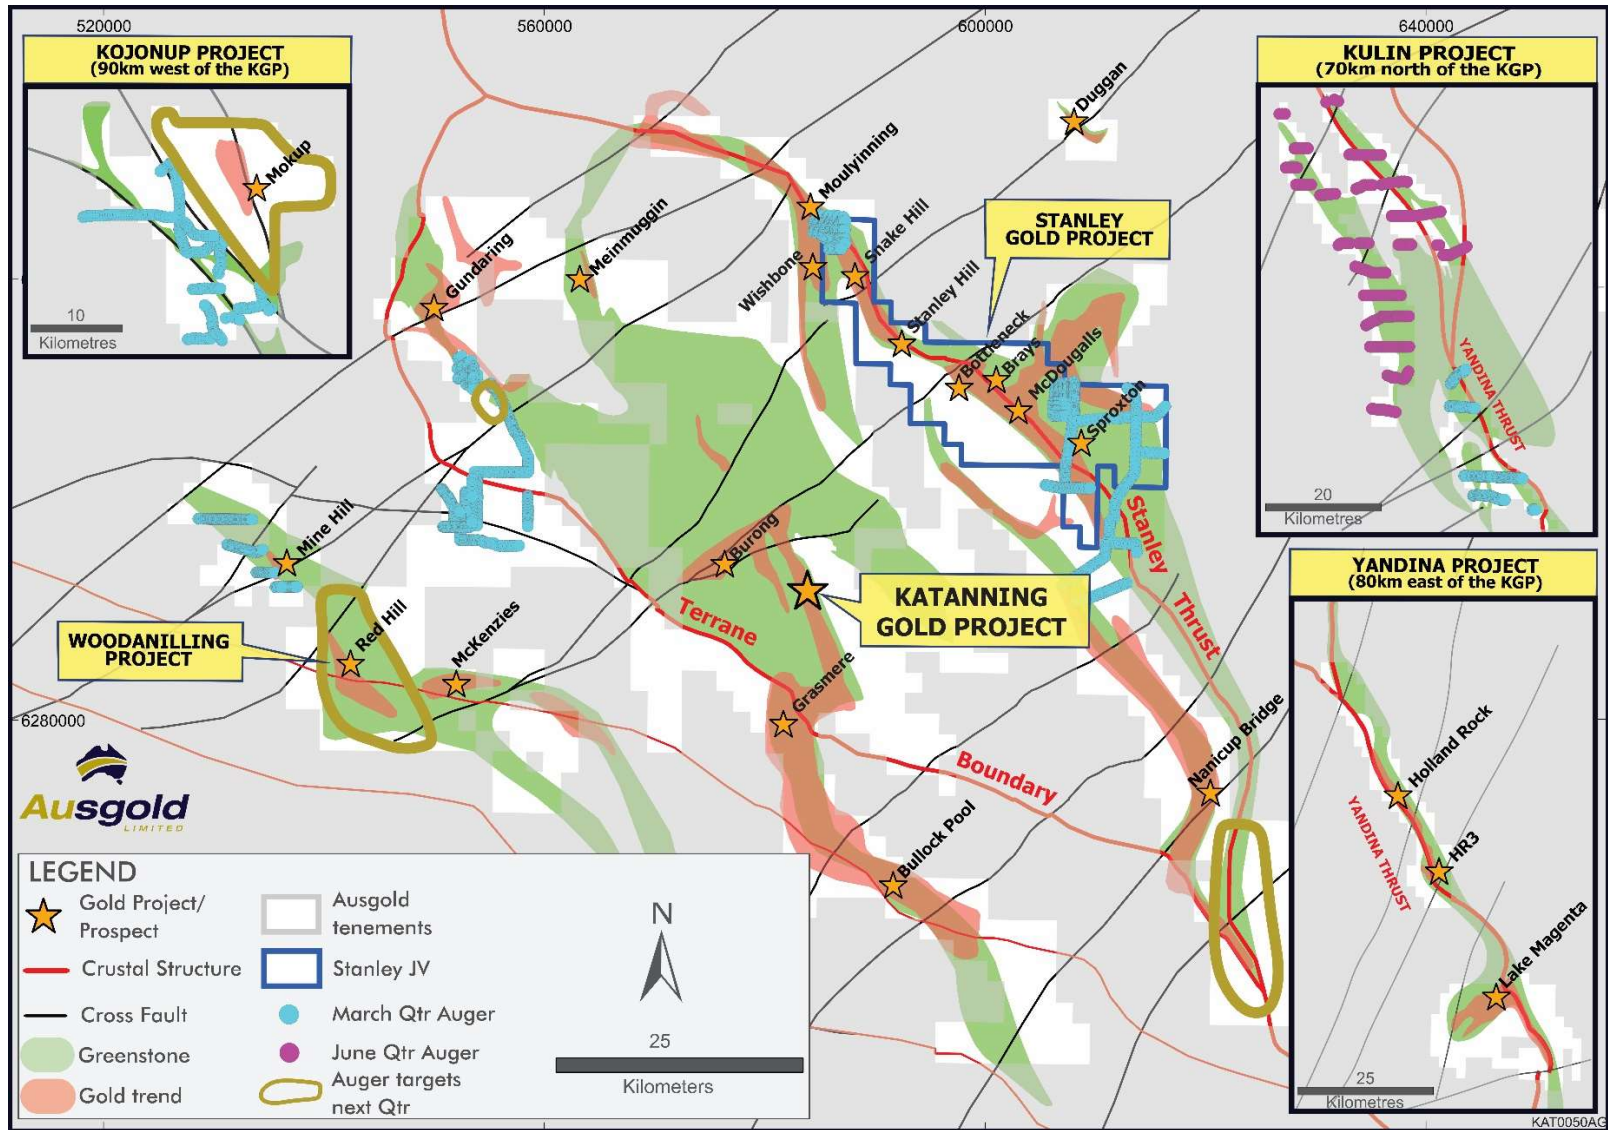 520000
560000
600000
640000
KOJONUP PROJECT
(90km west of the KGP)
Mokup
10
Kilometres
KULIN PROJECT
(70km north of the KGP)
YANDINA THRUST
20
Kilometres
Duggan
Moulyinning
Snake Hill
Wishbone
Meinmuggin
Gundaring
STANLEY
GOLD PROJECT
Stanley Hill
Bottleneck
Brays
McDougalls
Sproxton
Stanley
Thrust
Mine Hill
Burong
KATANNING
GOLD PROJECT
Terrane
Boundary
WOODANILLING
PROJECT
Red Hill
McKenzies
Grasmere
Nanicup Bridge
Bullock Pool
6280000
YANDINA PROJECT
(80km east of the KGP)
Holland Rock
YANDINA THRUST
HR3
Lake Magenta
25
Kilometres
Ausgold
LIMITED
LEGEND
Gold Project/
Prospect
Crustal Structure
Cross Fault
Greenstone
Gold trend
Ausgold
tenements
Stanley JV
March Qtr Auger
June Qtr Auger
Auger targets
next Qtr
N
25
Kilometers
KAT0050AG